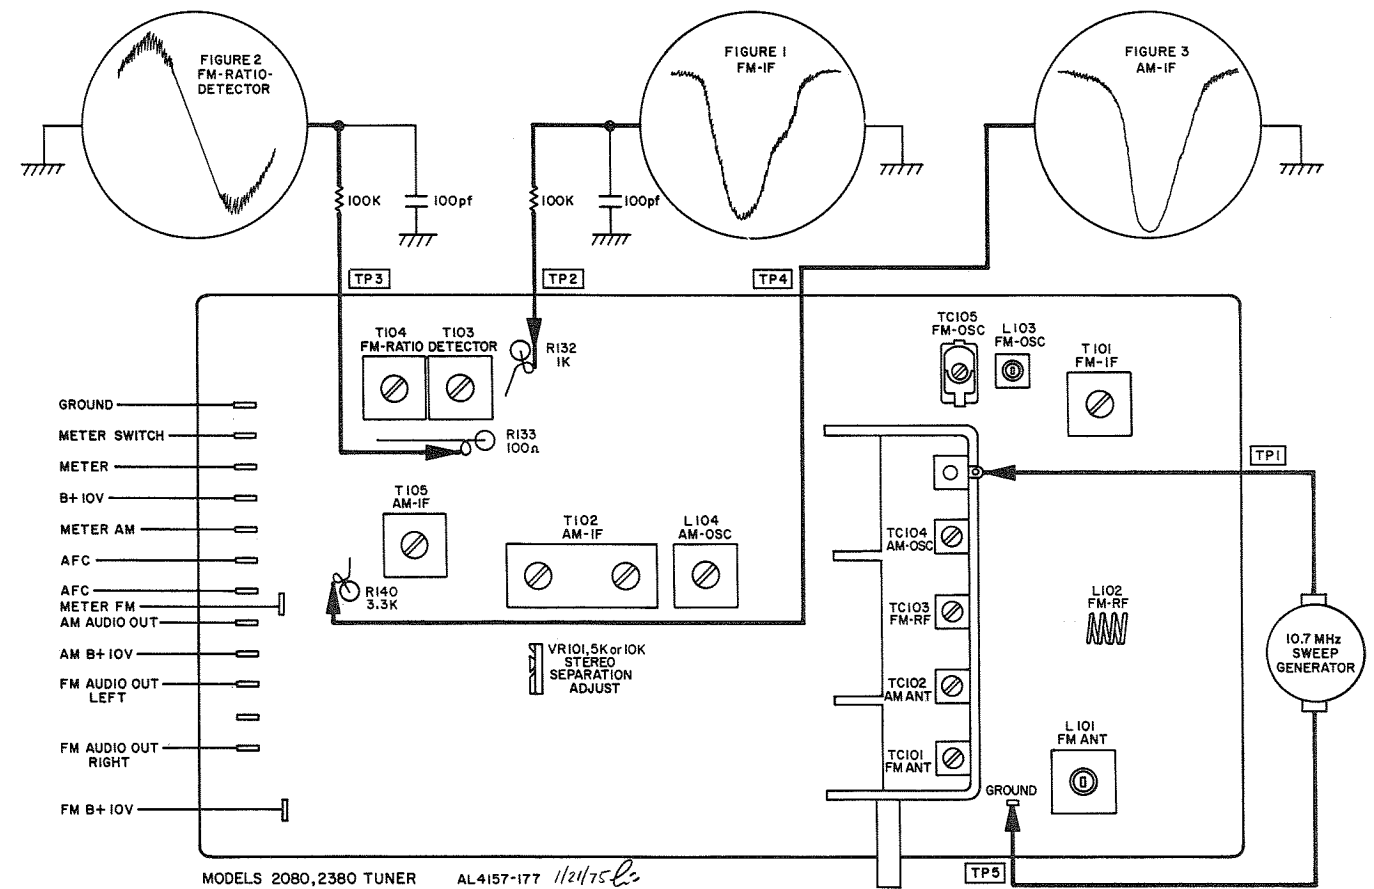 FIGURE 2
FM-RATIO-
DETECTOR
FIGURE 1
FM-IF
FIGURE 3
AM-IF
100K
100pf
100K
100pf
TP3
TP2
TP4
T104
FM-RATIO
T103
DETECTOR
R132
1K
TC105
FM-OSC
L103
FM-OSC
T101
FM-IF
GROUND
METER SWITCH
METER
B+10V
METER AM
AFC
AFC
METER FM
AM AUDIO OUT
AM B+10V
FM AUDIO OUT
LEFT
FM AUDIO OUT
RIGHT
FM B+10V
R133
100Ω
TP1
T105
AM-IF
T102
AM-IF
L104
AM-OSC
TC104
AM-OSC
R140
3.3K
TC103
FM-RF
L102
FM-RF
10.7 MHz
SWEEP
GENERATOR
VR101,5K or 10K
STEREO
SEPARATION
ADJUST
TC102
AM ANT
TC101
FM ANT
L101
FM ANT
GROUND
TP5
MODELS 2080,2380 TUNER
AL4157-177 1/21/75